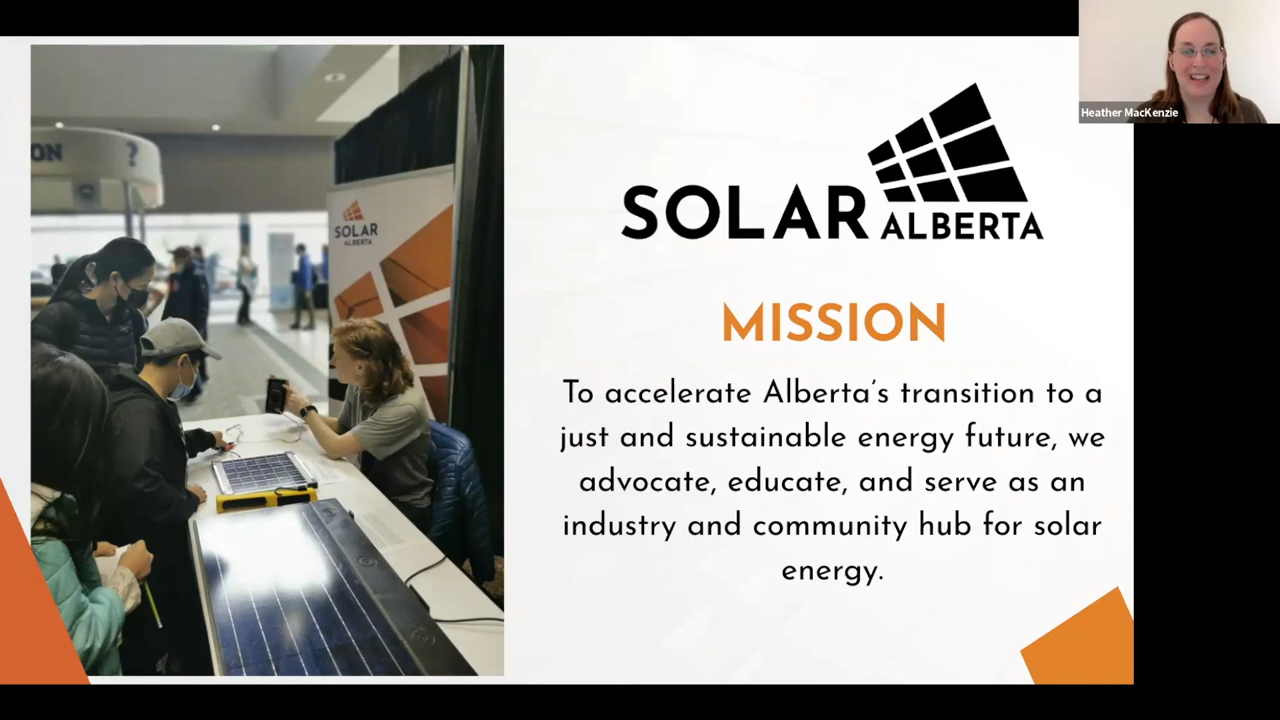 ON
?
SOLAR
ALBERTA
Heather MacKenzie
SOLAR ALBERTA
MISSION
To accelerate Alberta's transition to a
just and sustainable energy future, we
advocate, educate, and serve as an
industry and community hub for solar
energy.